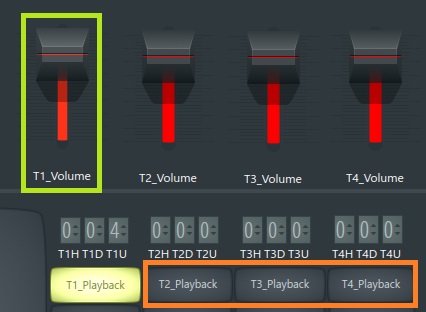 T1_Volume T2_Volume T3_Volume T4_Volume
0 0 4 0 0 0 0 0 0 0 0 0
T1H T1D T1U T2H T2D T2U T3H T3D T3U T4H T4D T4U
T1_Playback T2_Playback T3_Playback T4_Playback